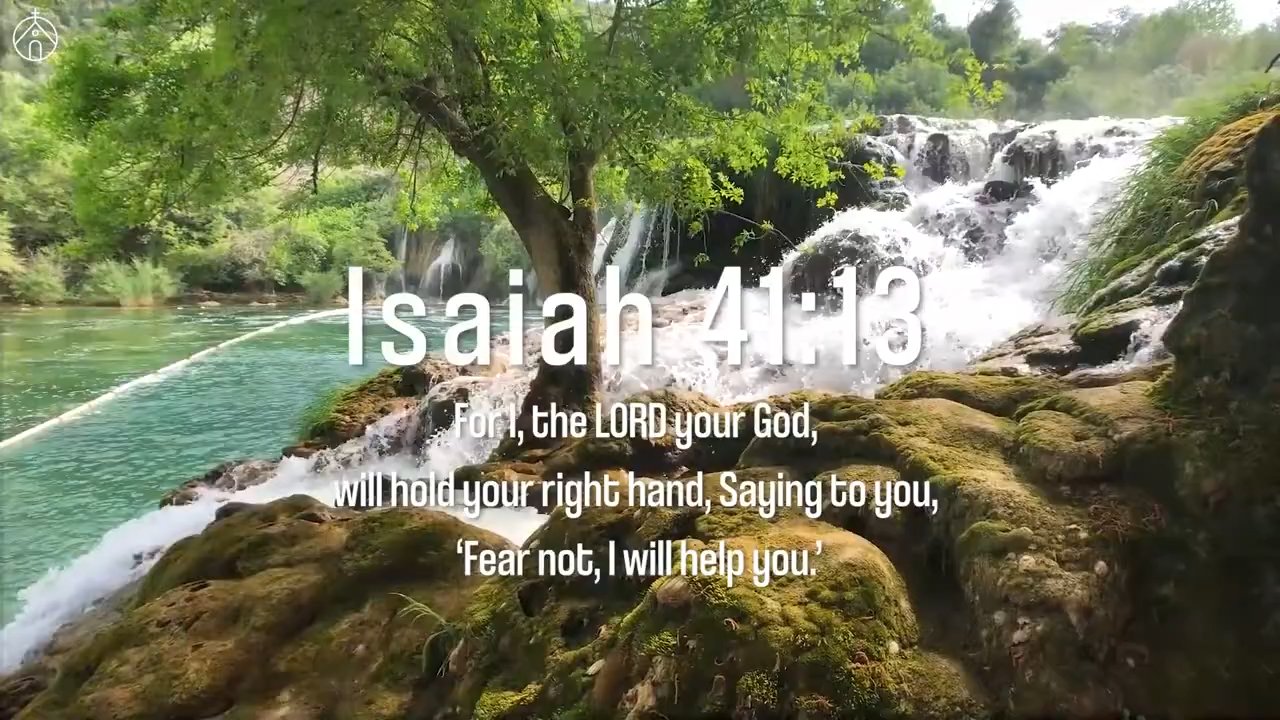 Isaiah 41:13
For I, the LORD your God,
will hold your right hand, Saying to you,
‘Fear not, I will help you.’